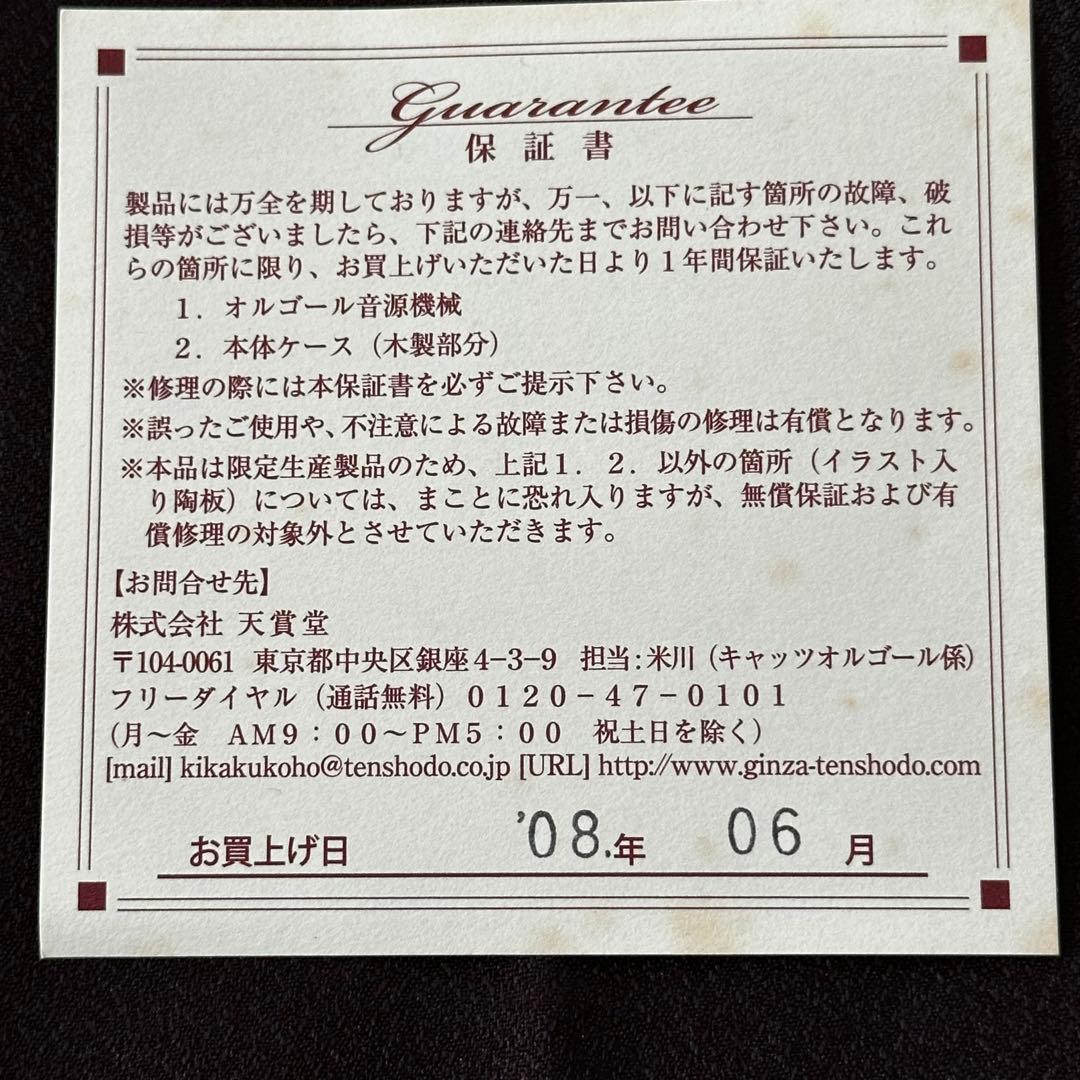 Guarantee
保証書
製品には万全を期しておりますが、万一、以下に記す箇所の故障、破
損等がございましたら、下記の連絡先までお問い合わせ下さい。これ
らの箇所に限り、お買上げいただいた日より１年間保証いたします。
１．オルゴール音源機械
２．本体ケース（木製部分）
※修理の際には本保証書を必ずご提示下さい。
※誤ったご使用や、不注意による故障または損傷の修理は有償となります。
※本品は限定生産製品のため、上記１．２．以外の箇所（イラスト入
り陶板）については、まことに恐れ入りますが、無償保証および有
償修理の対象外とさせていただきます。
【お問合せ先】
株式会社 天賞堂
〒104-0061 東京都中央区銀座4-3-9 担当:米川（キャッツオルゴール係）
フリーダイヤル（通話無料）０１２０－４７－０１０１
（月～金 ＡＭ９：００～ＰＭ５：００ 祝土日を除く）
[mail] kikakukoho@tenshodo.co.jp [URL] http://www.ginza-tenshodo.com
お買上げ日 '08.年 06 月